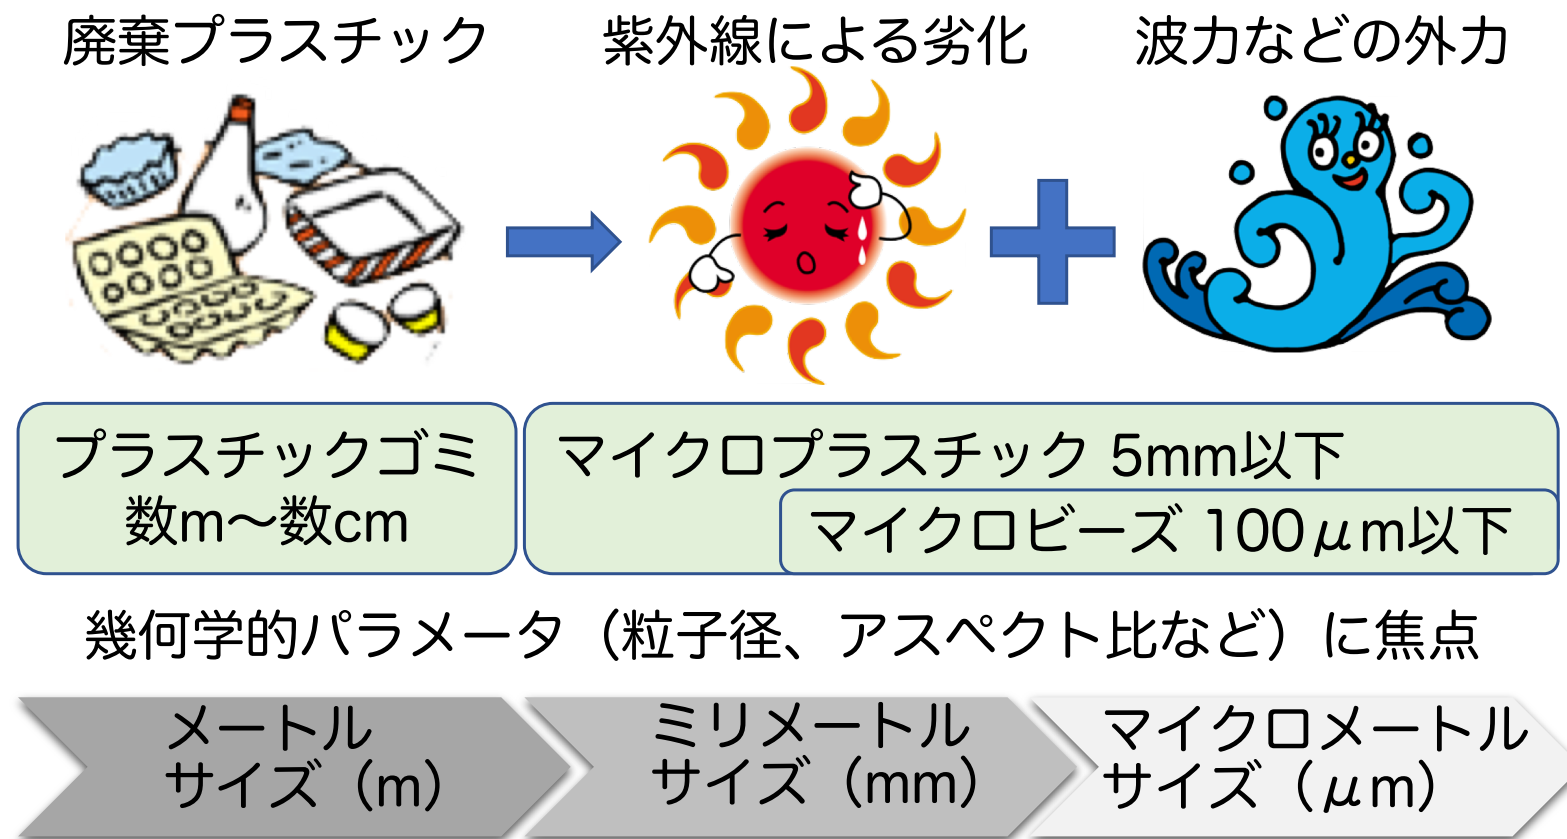 廃棄プラスチック
紫外線による劣化
波力などの外力
プラスチックゴミ
数m～数cm
マイクロプラスチック 5mm以下
マイクロビーズ 100μm以下
幾何学的パラメータ（粒子径、アスペクト比など）に焦点
メートル
サイズ（m）
ミリメートル
サイズ（mm）
マイクロメートル
サイズ（μm）